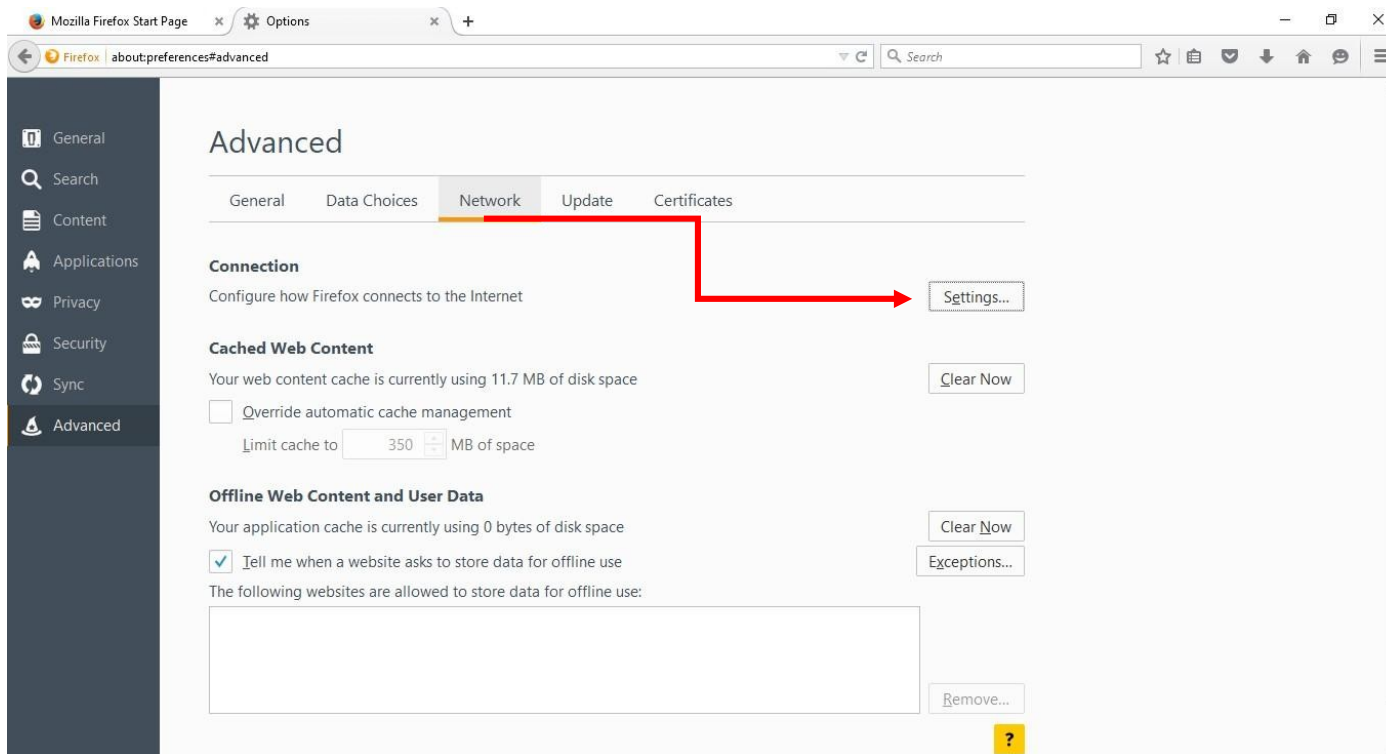 Mozilla Firefox Start Page
Options
Firefox about:preferences#advanced
Search
General
Search
Content
Applications
Privacy
Security
Sync
Advanced
Advanced
General Data Choices Network Update Certificates
Connection
Configure how Firefox connects to the Internet Settings...
Cached Web Content
Your web content cache is currently using 11.7 MB of disk space Clear Now
Override automatic cache management
Limit cache to 350 MB of space
Offline Web Content and User Data
Your application cache is currently using 0 bytes of disk space Clear Now
Tell me when a website asks to store data for offline use Exceptions...
The following websites are allowed to store data for offline use:
Remove...
?